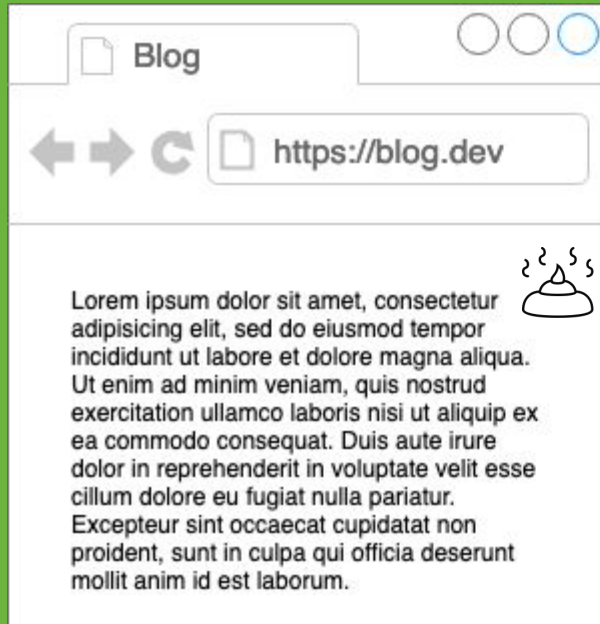 Blog
https://blog.dev
Lorem ipsum dolor sit amet, consectetur
adipisicing elit, sed do eiusmod tempor
incididunt ut labore et dolore magna aliqua.
Ut enim ad minim veniam, quis nostrud
exercitation ullamco laboris nisi ut aliquip ex
ea commodo consequat. Duis aute irure
dolor in reprehenderit in voluptate velit esse
cillum dolore eu fugiat nulla pariatur.
Excepteur sint occaecat cupidatat non
proident, sunt in culpa qui officia deserunt
mollit anim id est laborum.